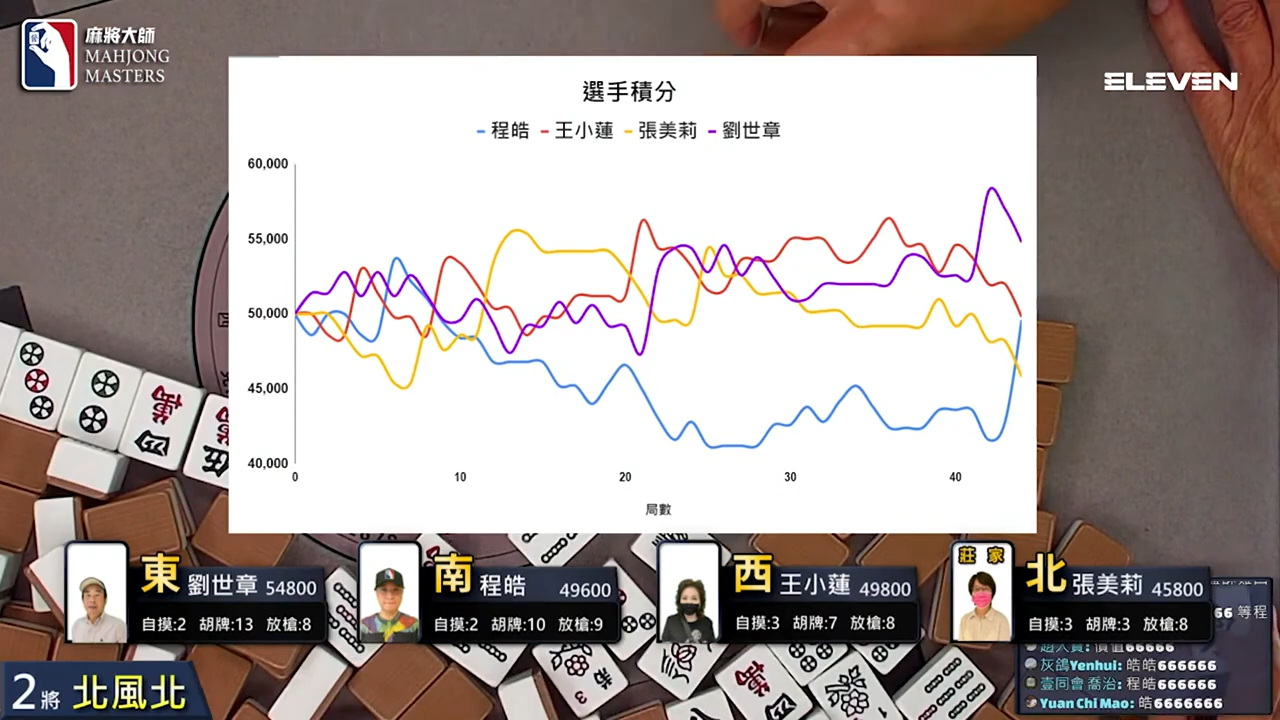 麻將大師
MAHJONG
MASTERS
ELEVEN
選手積分
程皓 王小蓮 張美莉 劉世章
60,000
55,000
50,000
45,000
40,000
0 10 20 30 40
局數
東 劉世章 54800
自摸:2 胡牌:13 放槍:8
南 程皓 49600
自摸:2 胡牌:10 放槍:9
西 王小蓮 49800
自摸:3 胡牌:7 放槍:8
莊家
北 張美莉 45800
自摸:3 胡牌:3 放槍:8
66 等程
灰鴿Yenhui: 皓皓666666
壹同會 喬治: 程皓666666
Yuan Chi Mao: 皓6666666
2將 北風北
萬
四
萬
伍